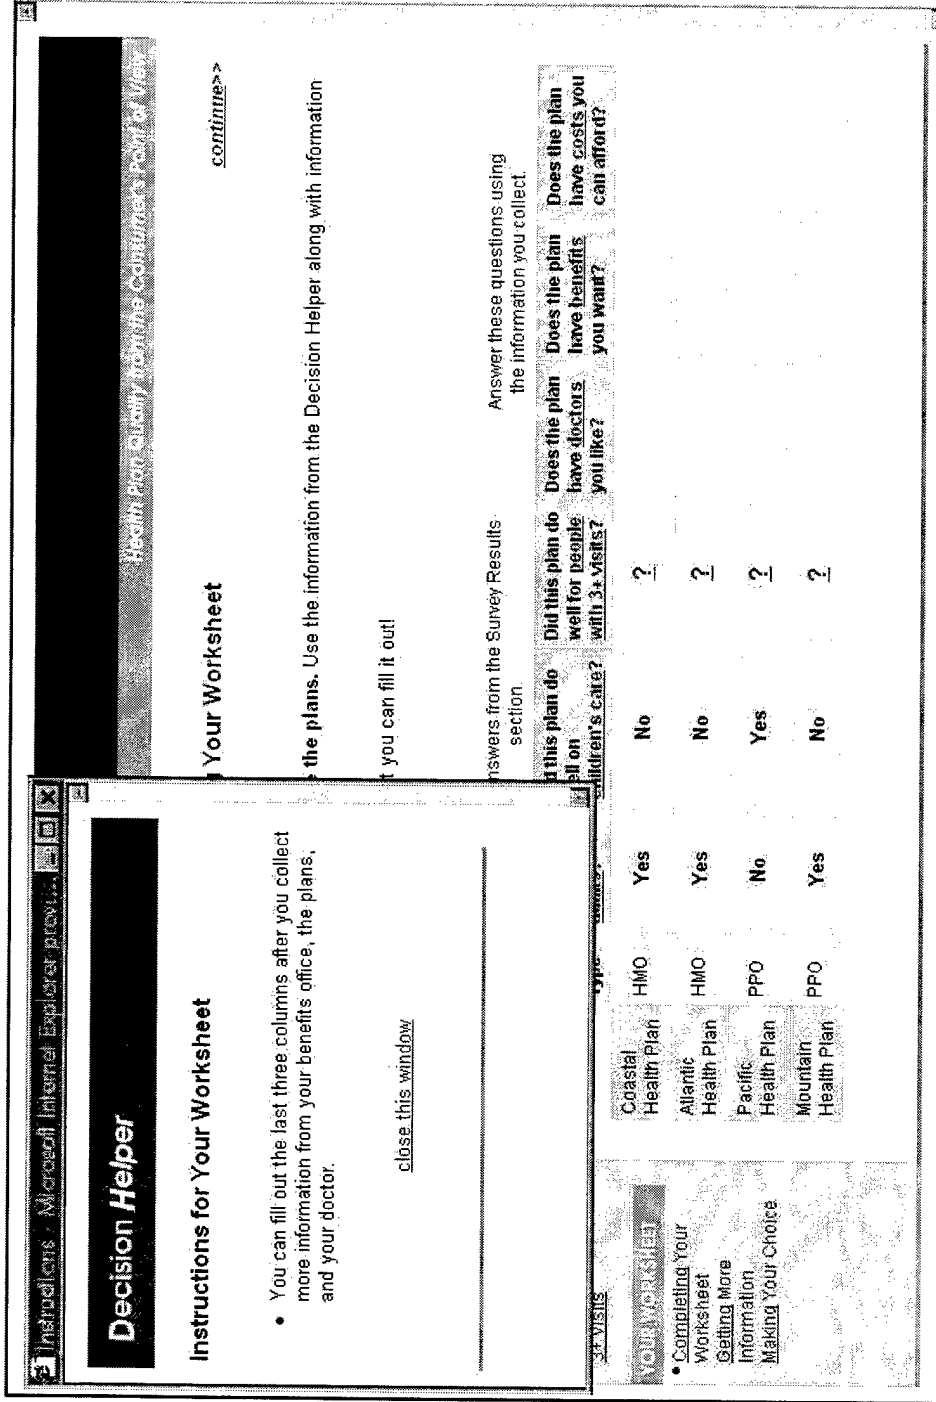 Instructions - Microsoft Internet Explorer provi...
Decision Helper
Instructions for Your Worksheet
• You can fill out the last three columns after you collect
more information from your benefits office, the plans,
and your doctor.
close this window
Health Plan Quality from the Consumer's Point of View
Your Worksheet
continue>>
the plans. Use the information from the Decision Helper along with information
t you can fill it out!
nswers from the Survey Results
section.
Answer these questions using
the information you collect.
Type
d this plan do
ell on
children's care?
Did this plan do
well for people
with 3+ visits?
Does the plan
have doctors
you like?
Does the plan
have benefits
you want?
Does the plan
have costs you
can afford?
Coastal
Health Plan
HMO
Yes
No
?
Atlantic
Health Plan
HMO
Yes
No
?
Pacific
Health Plan
PPO
No
Yes
?
Mountain
Health Plan
PPO
Yes
No
?
3+ Visits
YOUR WORKSHEET
• Completing Your
Worksheet
Getting More
Information
Making Your Choice